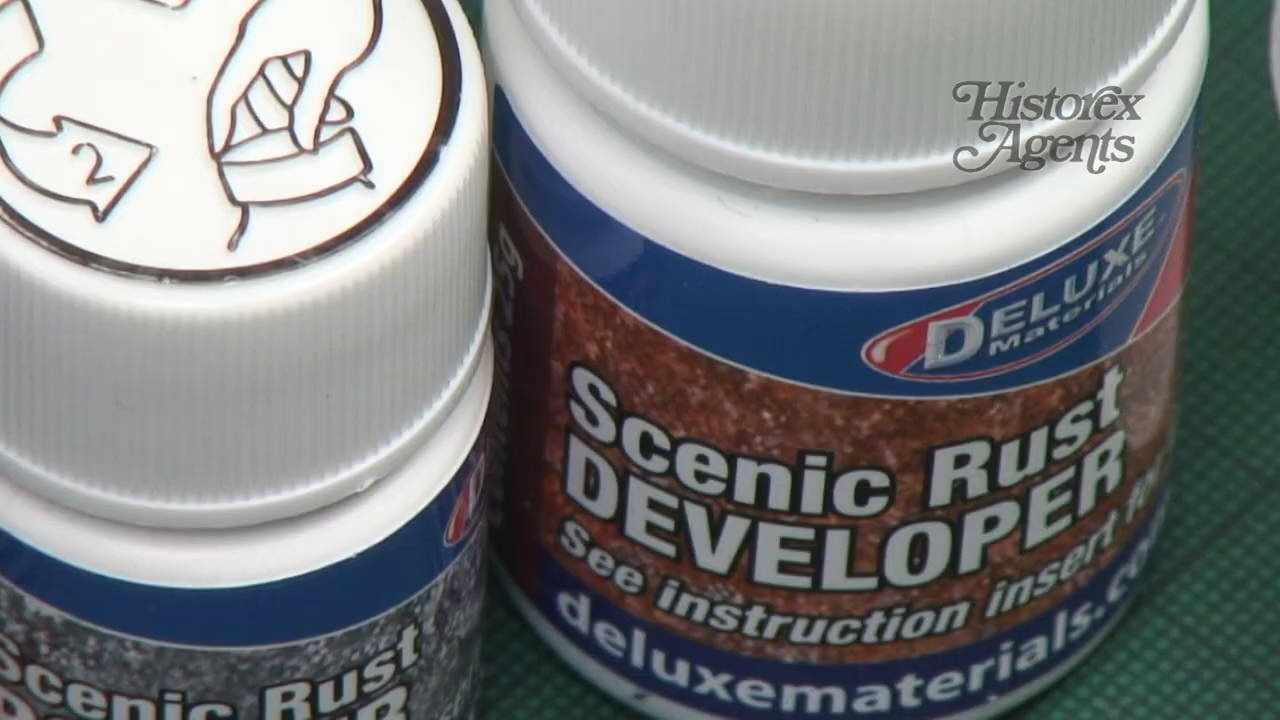 2
Historex
Agents
DELUXE
Materials
Scenic Rust
DEVELOPER
see instruction insert
deluxematerials.co
Scenic Rust